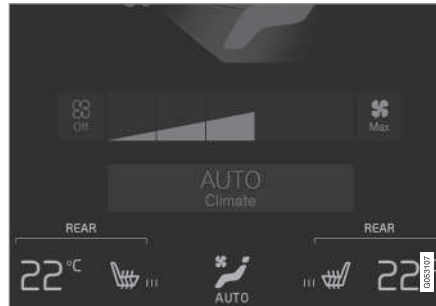 Off
Max
AUTO
Climate
REAR
REAR
22°C
22
AUTO
G053107